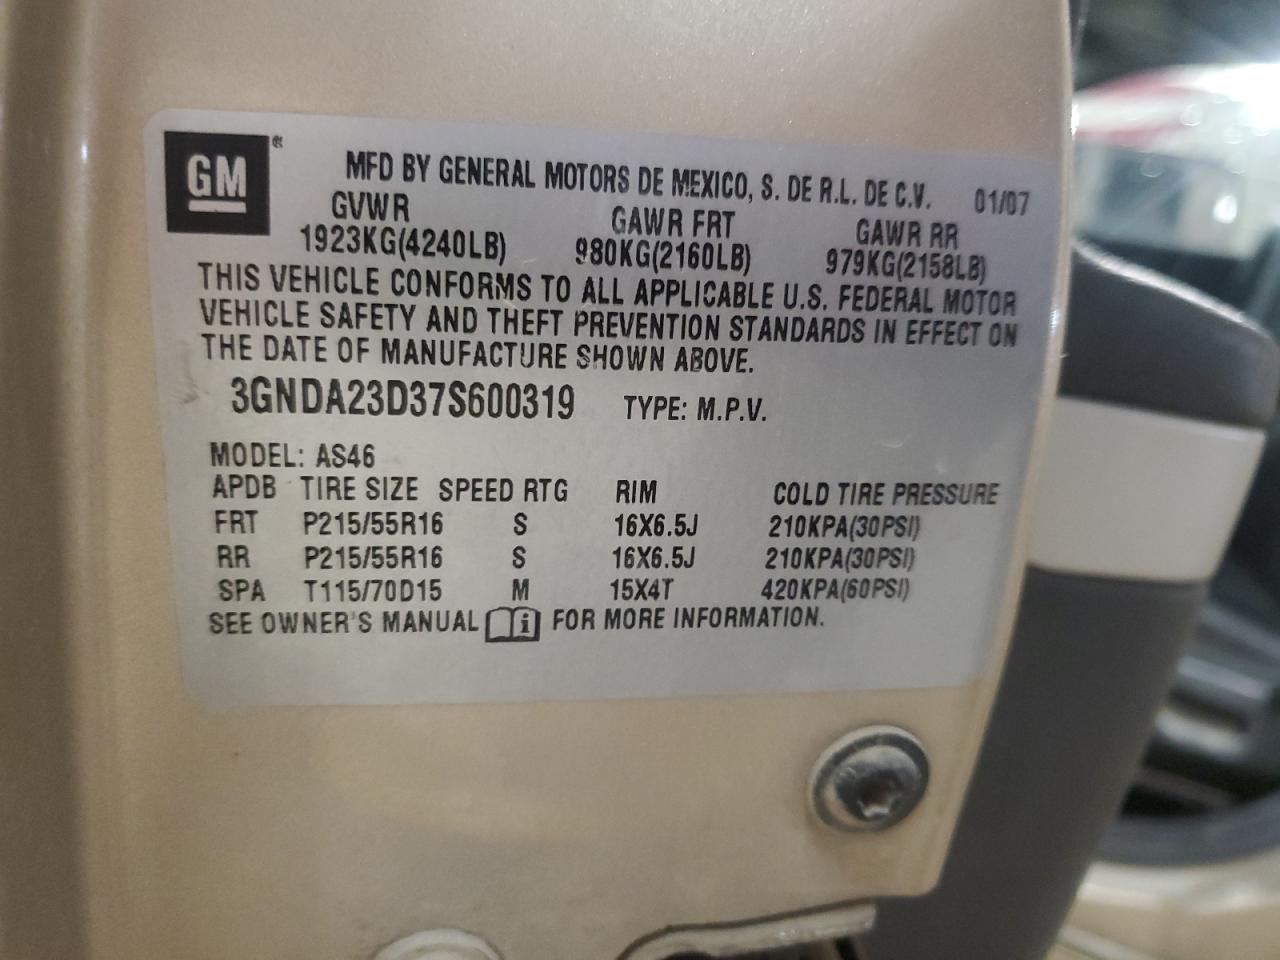 GM
MFD BY GENERAL MOTORS DE MEXICO, S. DE R.L. DE C.V. 01/07
GVWR GAWR FRT GAWR RR
1923KG(4240LB) 980KG(2160LB) 979KG(2158LB)
THIS VEHICLE CONFORMS TO ALL APPLICABLE U.S. FEDERAL MOTOR
VEHICLE SAFETY AND THEFT PREVENTION STANDARDS IN EFFECT ON
THE DATE OF MANUFACTURE SHOWN ABOVE.
3GNDA23D37S600319 TYPE: M.P.V.
MODEL: AS46
APDB TIRE SIZE SPEED RTG RIM COLD TIRE PRESSURE
FRT P215/55R16 S 16X6.5J 210KPA(30PSI)
RR P215/55R16 S 16X6.5J 210KPA(30PSI)
SPA T115/70D15 M 15X4T 420KPA(60PSI)
SEE OWNER'S MANUAL i FOR MORE INFORMATION.